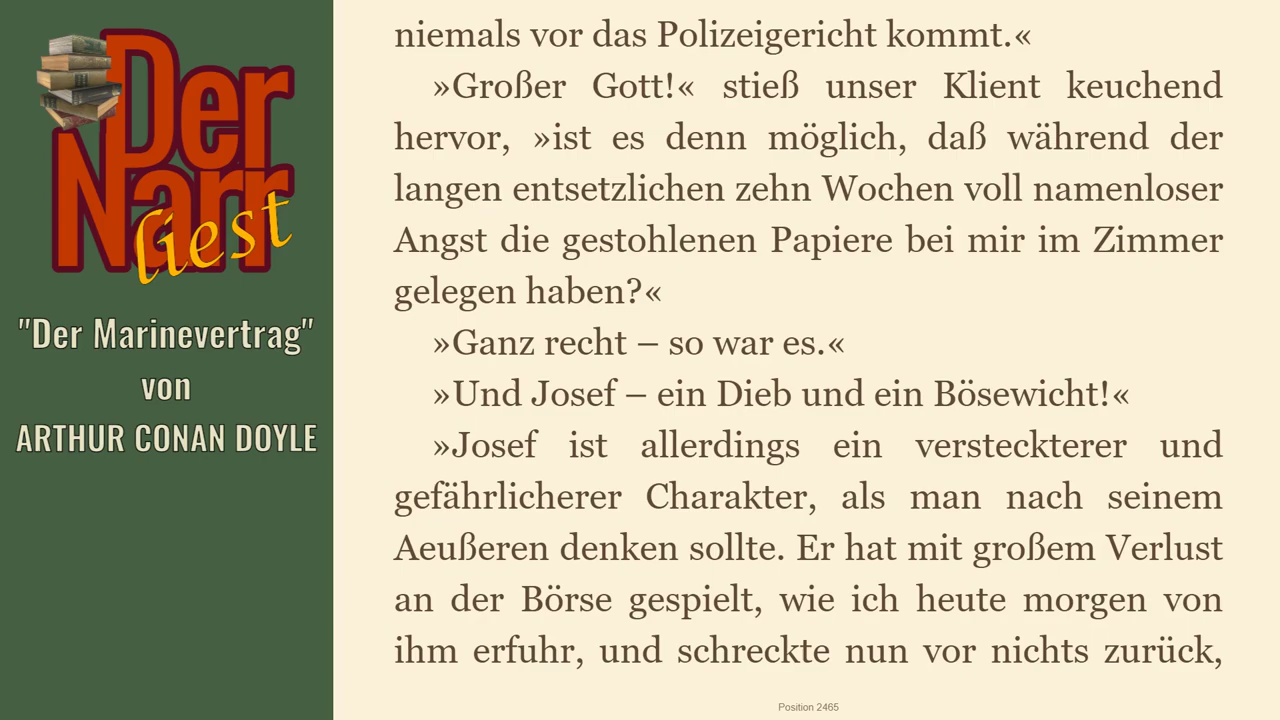 Der
Narr
liest
"Der Marinevertrag"
von
ARTHUR CONAN DOYLE
niemals vor das Polizeigericht kommt.«
»Großer Gott!« stieß unser Klient keuchend
hervor, »ist es denn möglich, daß während der
langen entsetzlichen zehn Wochen voll namenloser
Angst die gestohlenen Papiere bei mir im Zimmer
gelegen haben?«
»Ganz recht – so war es.«
»Und Josef – ein Dieb und ein Bösewicht!«
»Josef ist allerdings ein versteckterer und
gefährlicherer Charakter, als man nach seinem
Aeußeren denken sollte. Er hat mit großem Verlust
an der Börse gespielt, wie ich heute morgen von
ihm erfuhr, und schreckte nun vor nichts zurück,
Position 2465